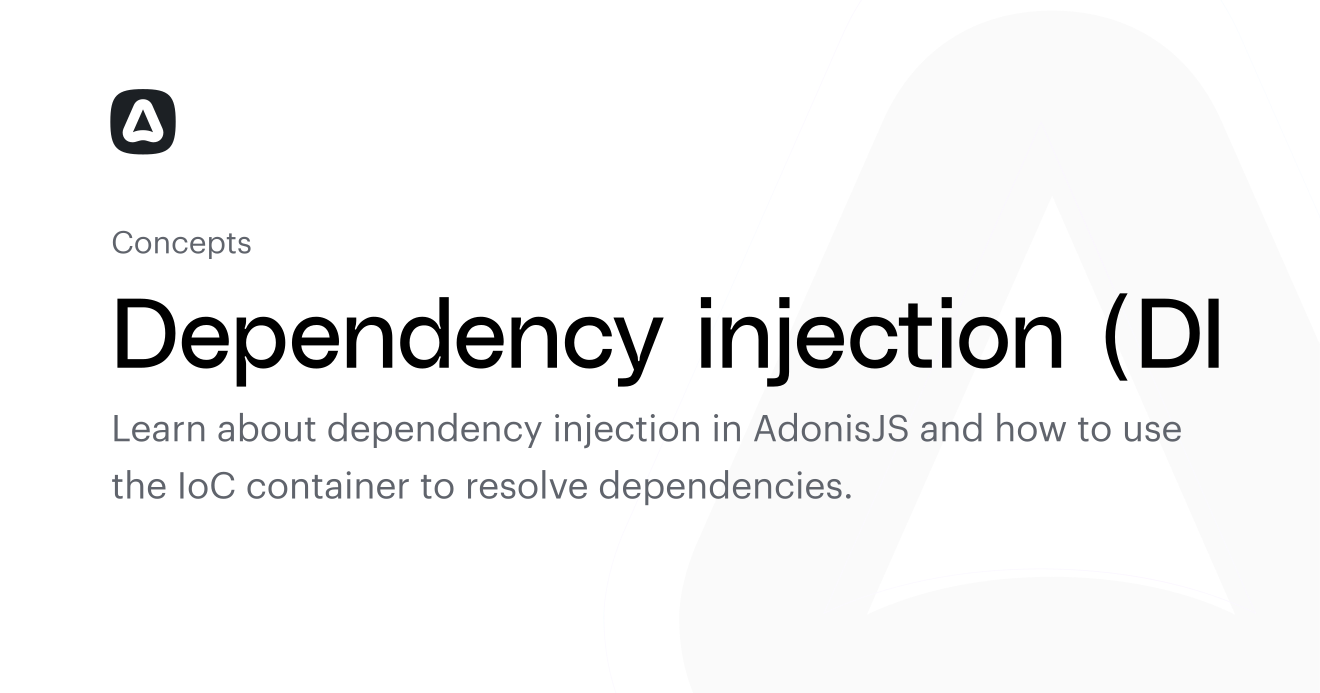 Concepts
Dependency injection (DI
Learn about dependency injection in AdonisJS and how to use
the IoC container to resolve dependencies.